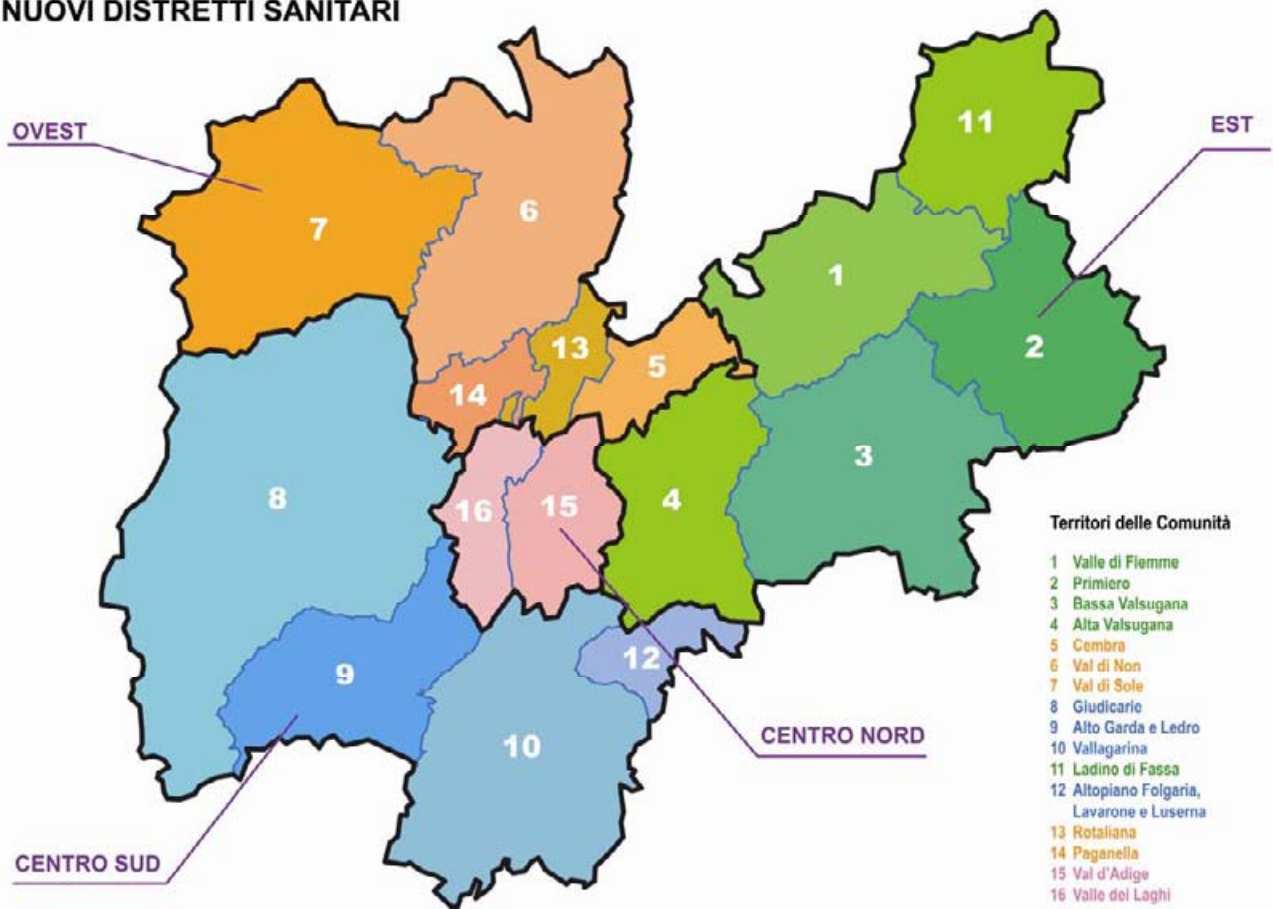 NUOVI DISTRETTI SANITARI
OVEST
EST
11
7
6
1
2
13
5
14
3
8
16
15
4
9
12
10
CENTRO NORD
CENTRO SUD
Territori delle Comunità
1 Valle di Fiemme
2 Primiero
3 Bassa Valsugana
4 Alta Valsugana
5 Cembra
6 Val di Non
7 Val di Sole
8 Giudicarie
9 Alto Garda e Ledro
10 Vallagarina
11 Ladino di Fassa
12 Altopiano Folgaria,
Lavarone e Luserna
13 Rotaliana
14 Paganella
15 Val d'Adige
16 Valle dei Laghi